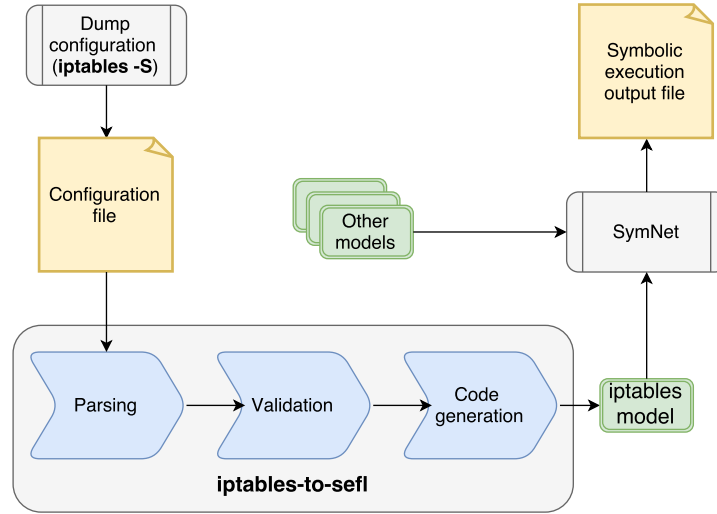 Dump
configuration
(iptables -S)
Symbolic
execution
output file
Configuration
file
Other
models
SymNet
Parsing
Validation
Code
generation
iptables
model
iptables-to-sefl